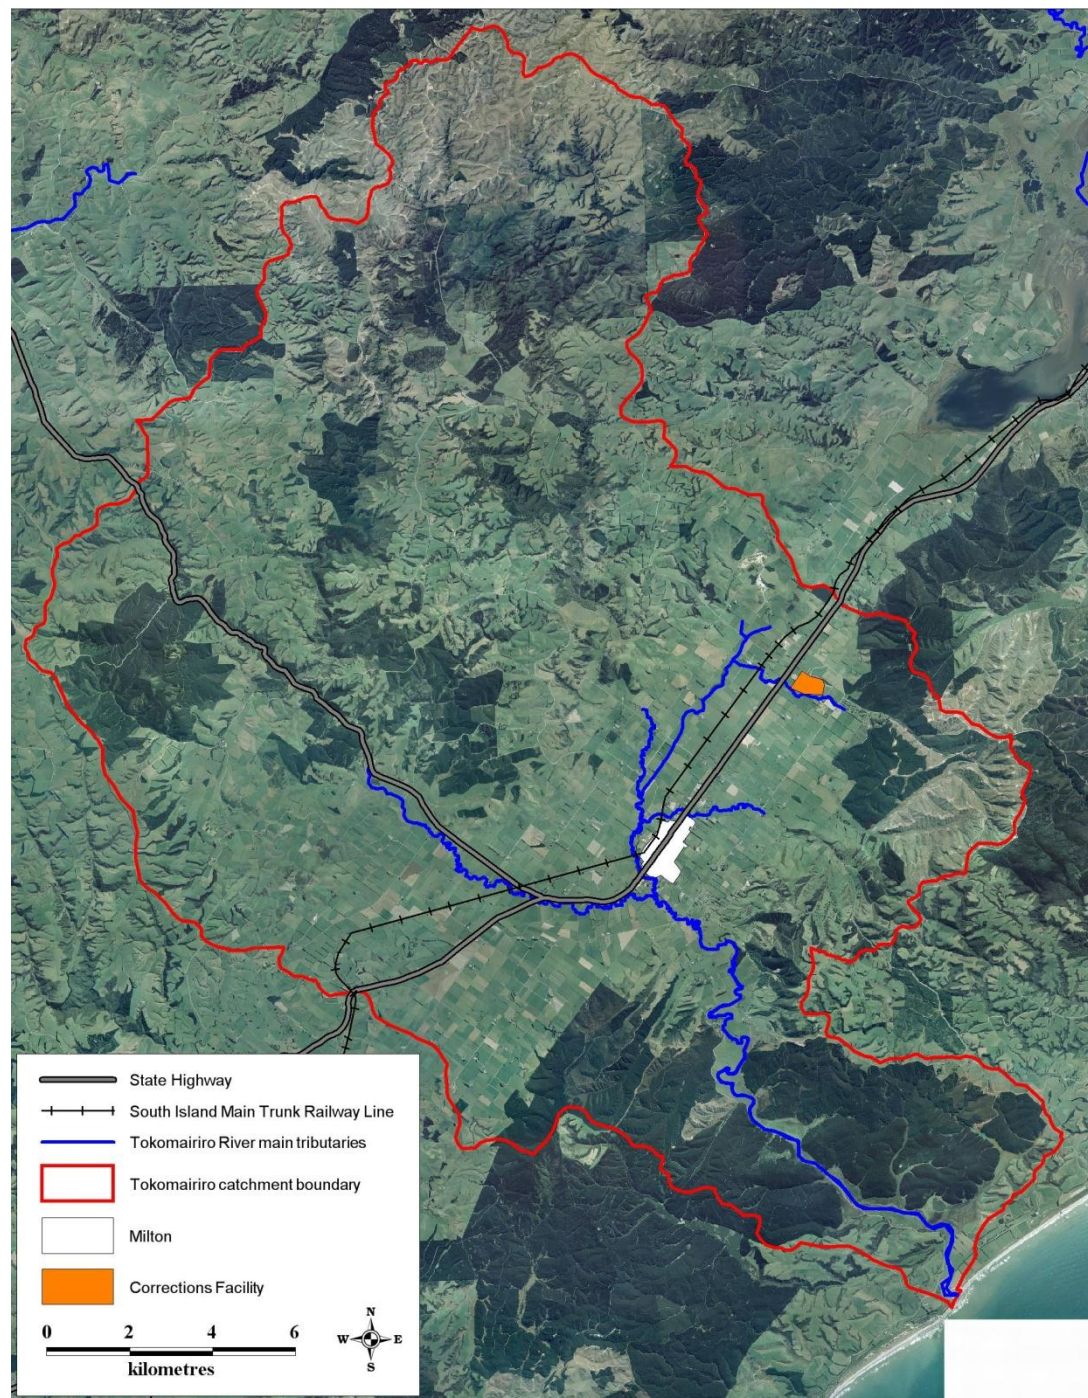 State Highway
South Island Main Trunk Railway Line
Tokomairiro River main tributaries
Tokomairiro catchment boundary
Milton
Corrections Facility
0 2 4 6
kilometres
N
W E
S